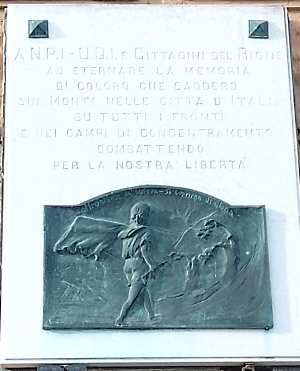 A.N.P.I.-U.D.I. E CITTADINI DEL RIONE
AD ETERNARE LA MEMORIA
DI COLORO CHE CADDERO
SUI MONTI NELLE CITTÀ D'ITALIA
SU TUTTI I FRONTI
E NEI CAMPI DI CONCENTRAMENTO
COMBATTENDO
PER LA NOSTRA LIBERTÀ